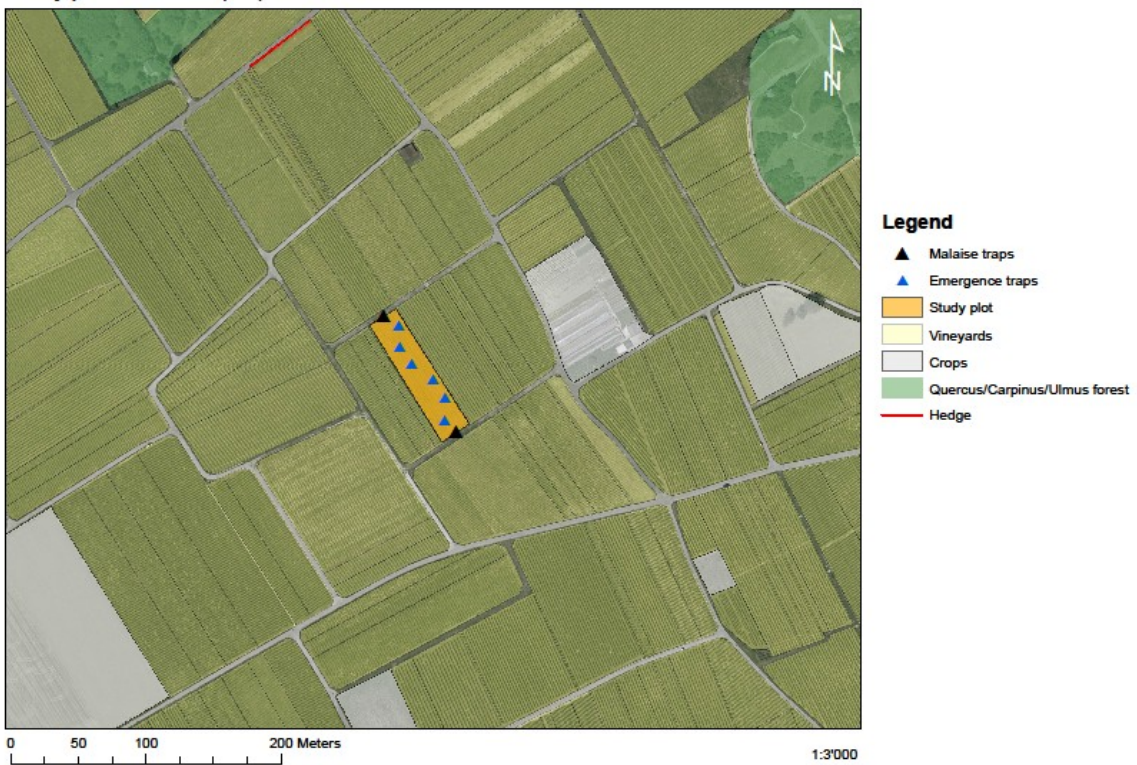 N
Legend
Malaise traps
Emergence traps
Study plot
Vineyards
Crops
Quercus/Carpinus/Ulmus forest
Hedge
0 50 100 200 Meters
1:3'000